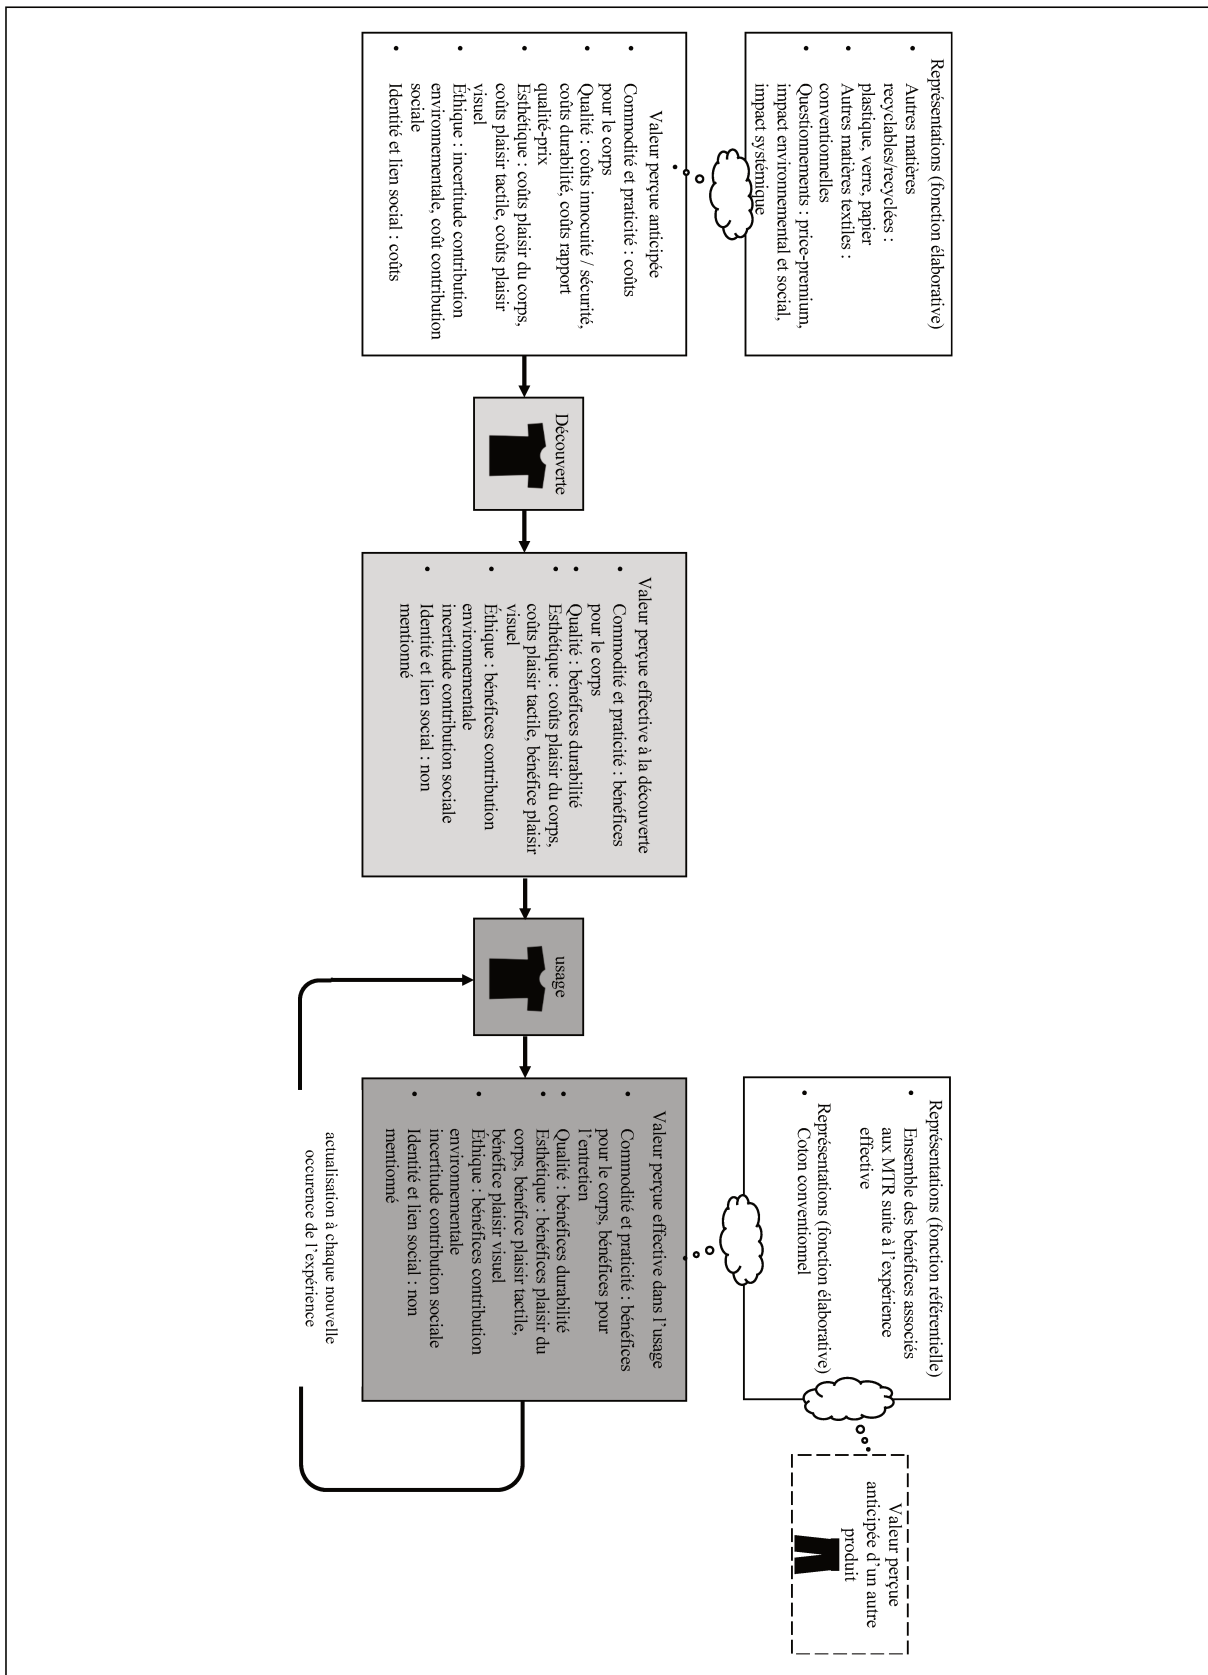 Représentations (fonction élaborative)
• Autres matières
recyclables/recyclées :
plastique, verre, papier
• Autres matières textiles :
conventionnelles
• Questionnements : price-premium,
impact environnemental et social,
impact systémique
Valeur perçue anticipée
• Commodité et praticité : coûts
pour le corps
• Qualité : coûts innocuité / sécurité,
coûts durabilité, coûts rapport
qualité-prix
• Esthétique : coûts plaisir du corps,
coûts plaisir tactile, coûts plaisir
visuel
• Éthique : incertitude contribution
environnementale, coût contribution
sociale
• Identité et lien social : coûts
Découverte
Valeur perçue effective à la découverte
• Commodité et praticité : bénéfices
pour le corps
• Qualité : bénéfices durabilité
• Esthétique : coûts plaisir du corps,
coûts plaisir tactile, bénéfice plaisir
visuel
• Éthique : bénéfices contribution
environnementale
incertitude contribution sociale
• Identité et lien social : non
mentionné
usage
Représentations (fonction référentielle)
• Ensemble des bénéfices associés
aux MTR suite à l’expérience
effective
Représentations (fonction élaborative)
• Coton conventionnel
Valeur perçue effective dans l’usage
• Commodité et praticité : bénéfices
pour le corps, bénéfices pour
l’entretien
• Qualité : bénéfices durabilité
• Esthétique : bénéfices plaisir du
corps, bénéfice plaisir tactile,
bénéfice plaisir visuel
• Éthique : bénéfices contribution
environnementale
incertitude contribution sociale
• Identité et lien social : non
mentionné
actualisation à chaque nouvelle
occurence de l’expérience
Valeur perçue
anticipée d’un autre
produit